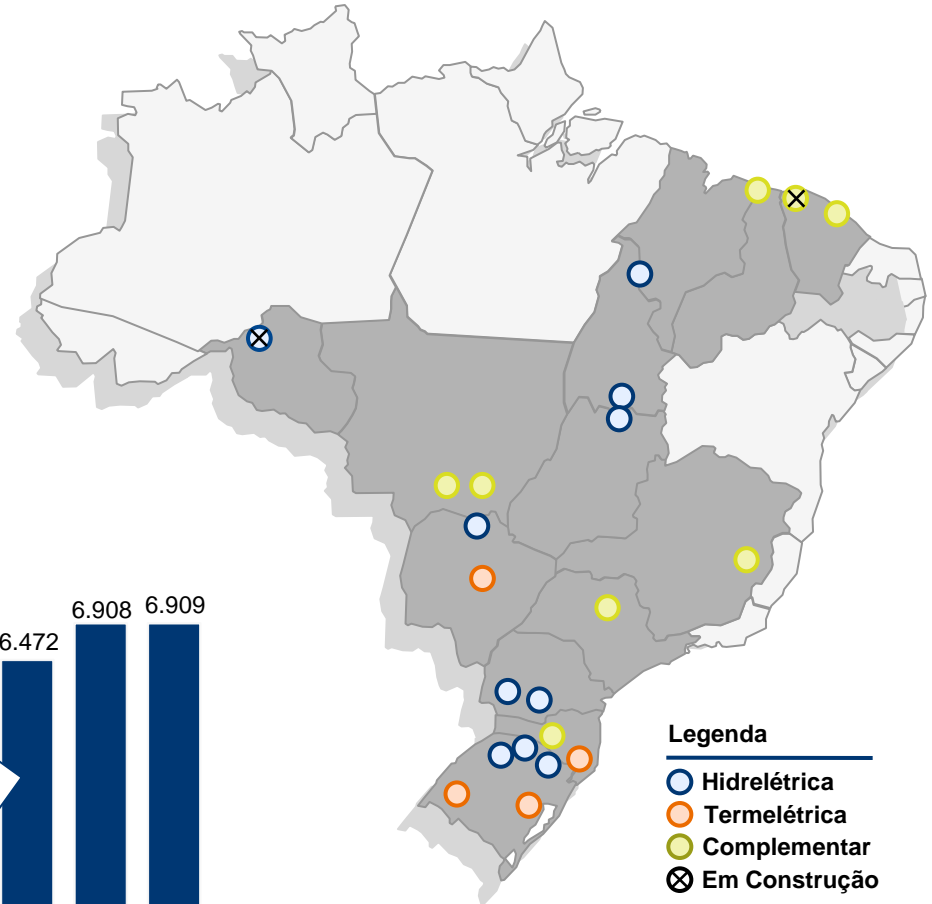 6.472
6.908
6.909
Legenda
Hidrelétrica
Termelétrica
Complementar
Em Construção